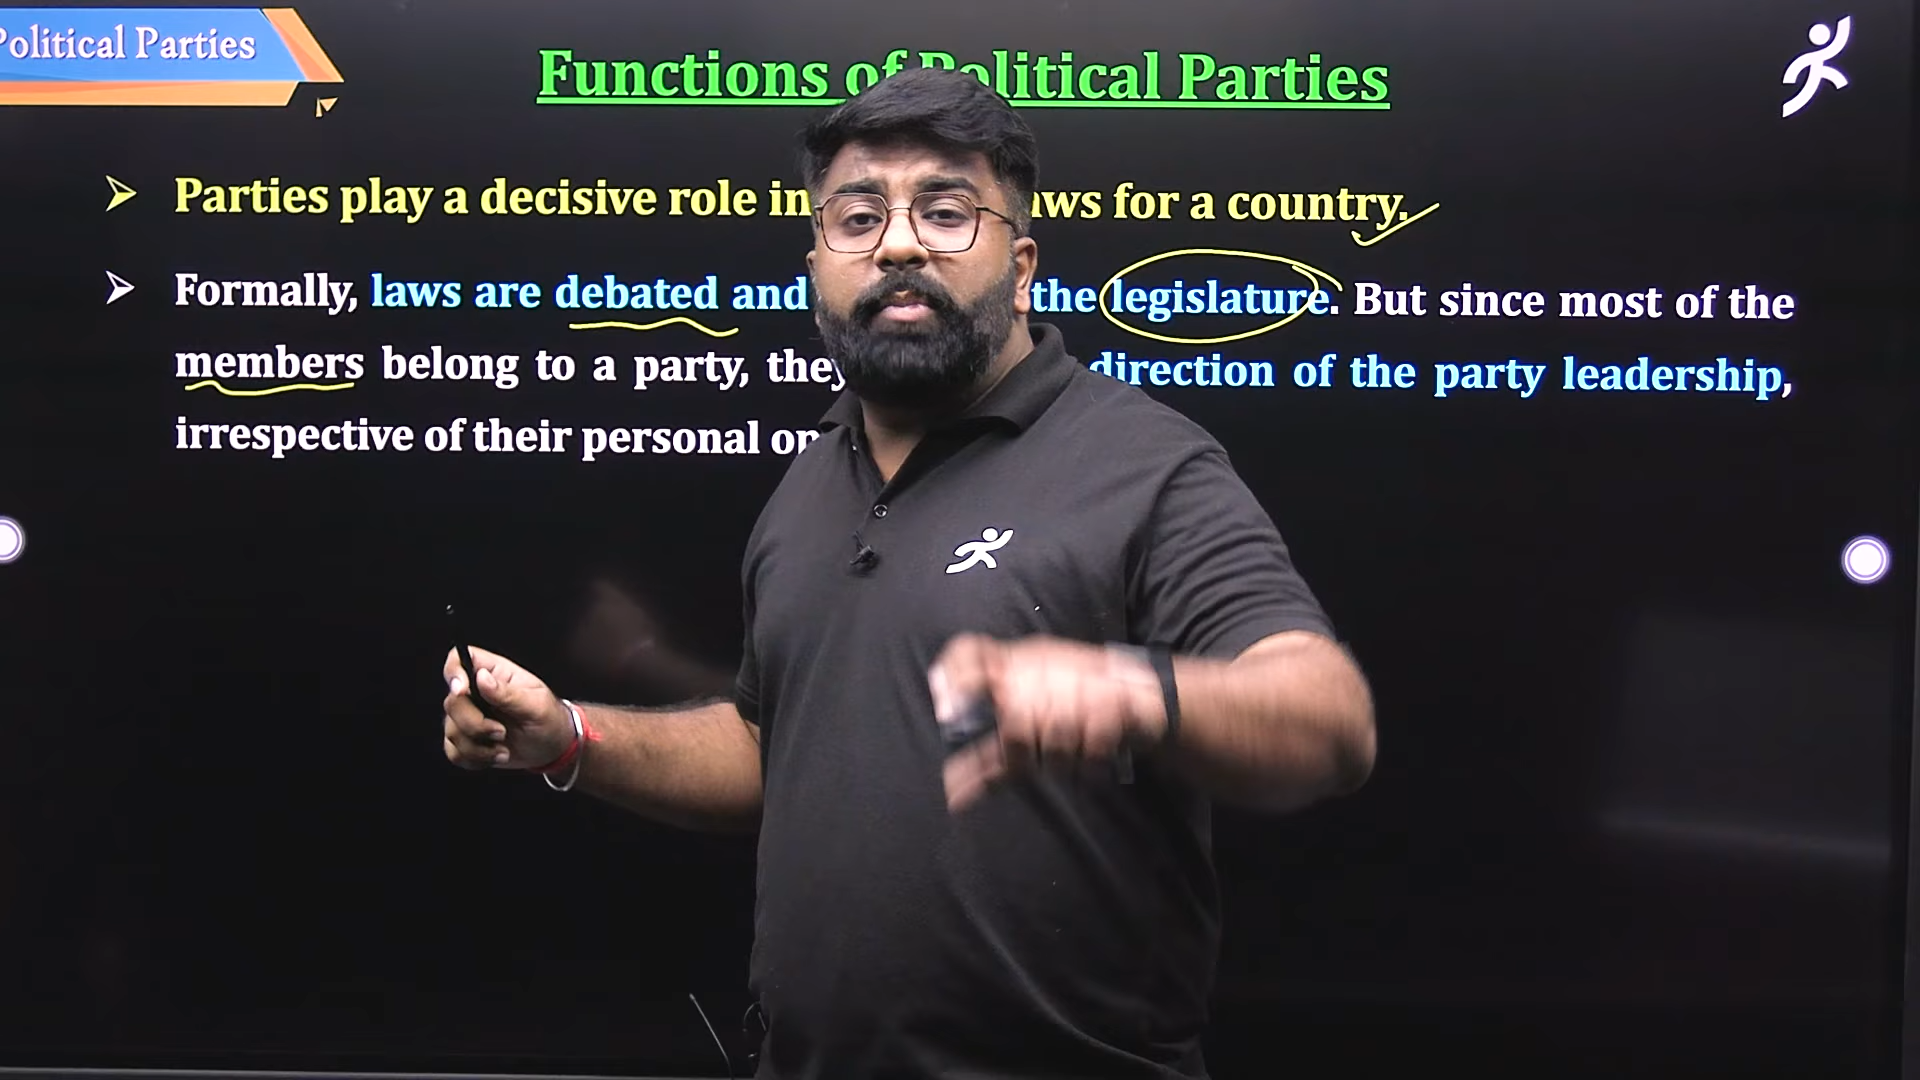 Political Parties
Functions of Political Parties
Parties play a decisive role in laws for a country.
Formally, laws are debated and the legislature. But since most of the
members belong to a party, they direction of the party leadership,
irrespective of their personal